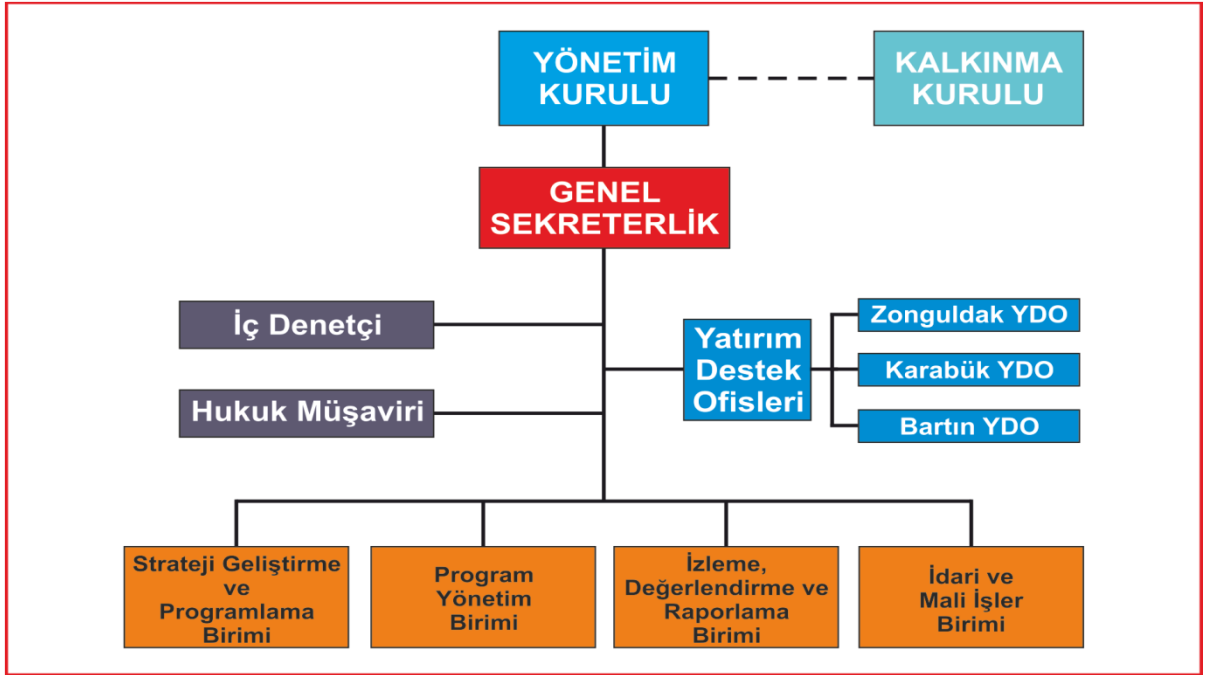 YÖNETİM
KURULU
KALKINMA
KURULU
GENEL
SEKRETERLİK
İç Denetçi
Hukuk Müşaviri
Yatırım
Destek
Ofisleri
Zonguldak YDO
Karabük YDO
Bartın YDO
Strateji Geliştirme
ve
Programlama
Birimi
Program
Yönetim
Birimi
İzleme,
Değerlendirme ve
Raporlama
Birimi
İdari ve
Mali İşler
Birimi